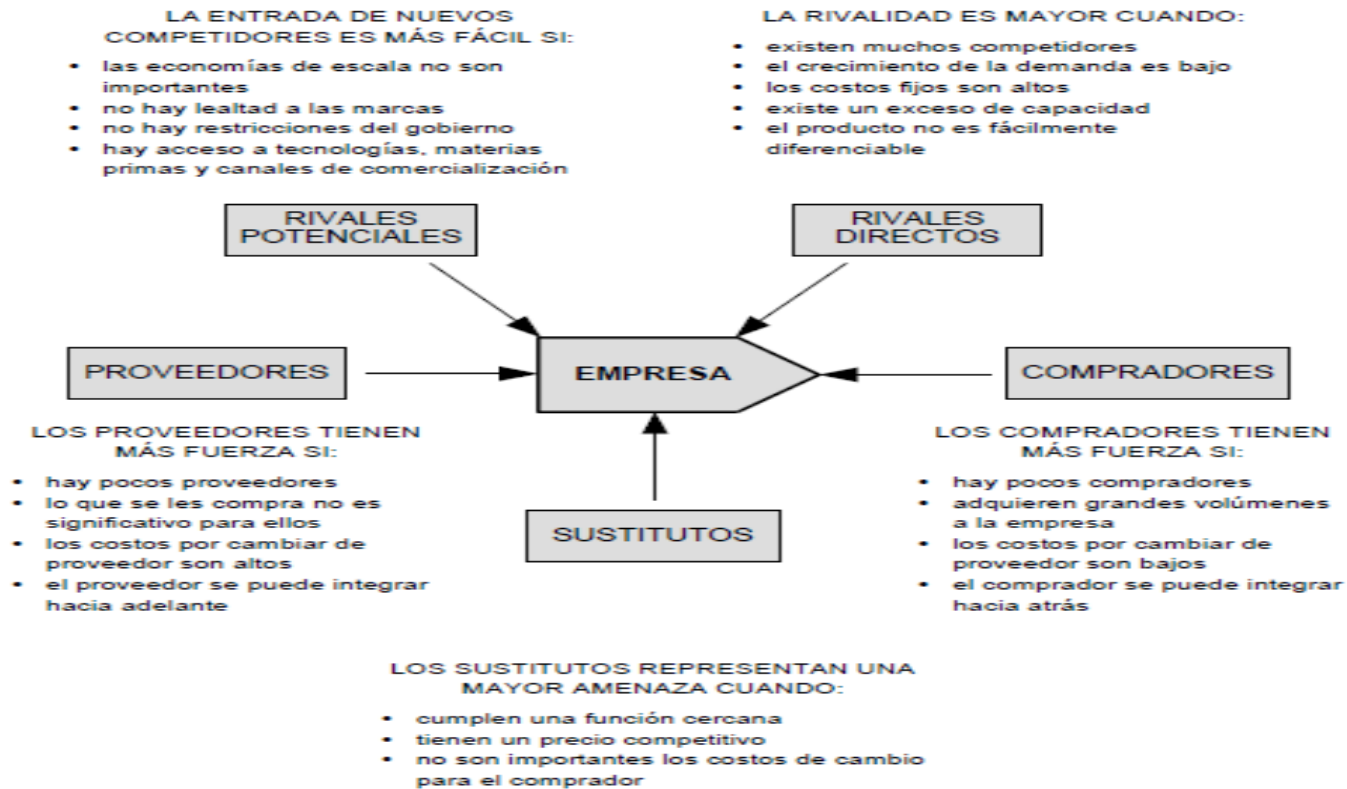 LA ENTRADA DE NUEVOS
COMPETIDORES ES MÁS FÁCIL SI:
• las economías de escala no son
importantes
• no hay lealtad a las marcas
• no hay restricciones del gobierno
• hay acceso a tecnologías, materias
primas y canales de comercialización
LA RIVALIDAD ES MAYOR CUANDO:
• existen muchos competidores
• el crecimiento de la demanda es bajo
• los costos fijos son altos
• existe un exceso de capacidad
• el producto no es fácilmente
diferenciable
RIVALES
POTENCIALES
RIVALES
DIRECTOS
PROVEEDORES
EMPRESA
COMPRADORES
LOS PROVEEDORES TIENEN
MÁS FUERZA SI:
• hay pocos proveedores
• lo que se les compra no es
significativo para ellos
• los costos por cambiar de
proveedor son altos
• el proveedor se puede integrar
hacia adelante
SUSTITUTOS
LOS COMPRADORES TIENEN
MÁS FUERZA SI:
• hay pocos compradores
• adquieren grandes volúmenes
a la empresa
• los costos por cambiar de
proveedor son bajos
• el comprador se puede integrar
hacia atrás
LOS SUSTITUTOS REPRESENTAN UNA
MAYOR AMENAZA CUANDO:
• cumplen una función cercana
• tienen un precio competitivo
• no son importantes los costos de cambio
para el comprador